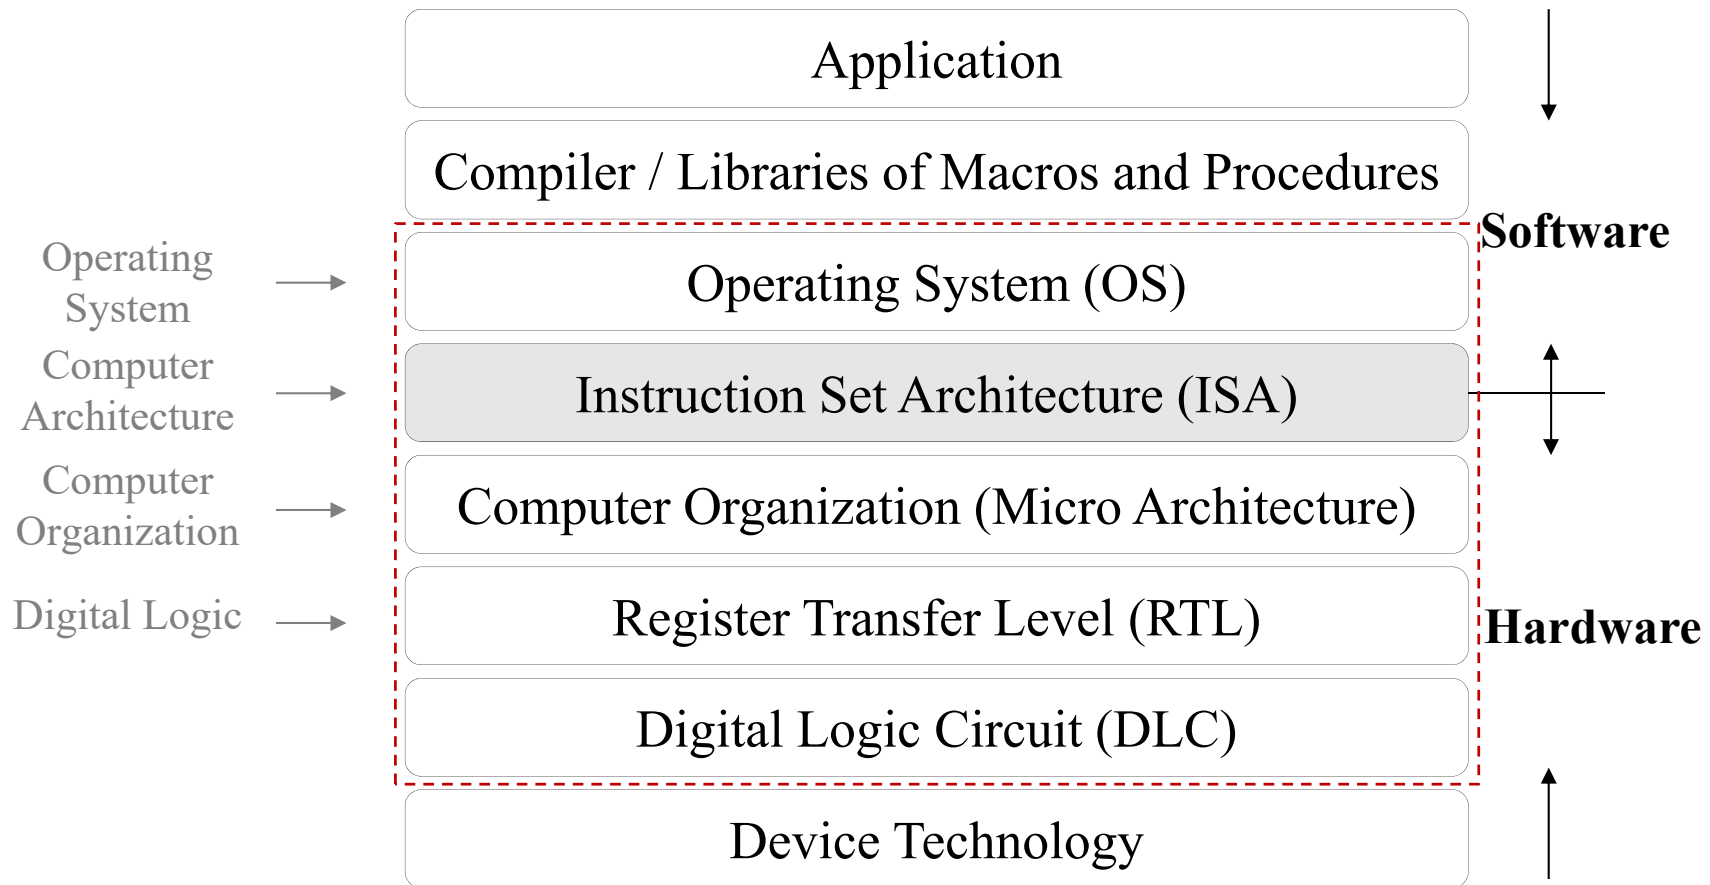 Application
Compiler / Libraries of Macros and Procedures
Software
Operating
System
Operating System (OS)
Computer
Architecture
Instruction Set Architecture (ISA)
Computer
Organization
Computer Organization (Micro Architecture)
Digital Logic
Register Transfer Level (RTL)
Hardware
Digital Logic Circuit (DLC)
Device Technology